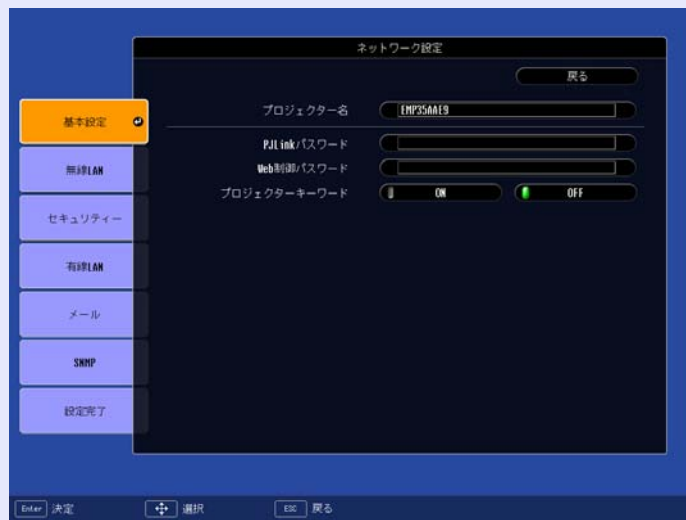 ネットワーク設定
戻る
基本設定
プロジェクター名 EMP35AAE9
PJLinkパスワード
無線LAN
Web制御パスワード
プロジェクターキーワード ON OFF
セキュリティー
有線LAN
メール
SNMP
設定完了
Enter 決定 選択 ESC 戻る